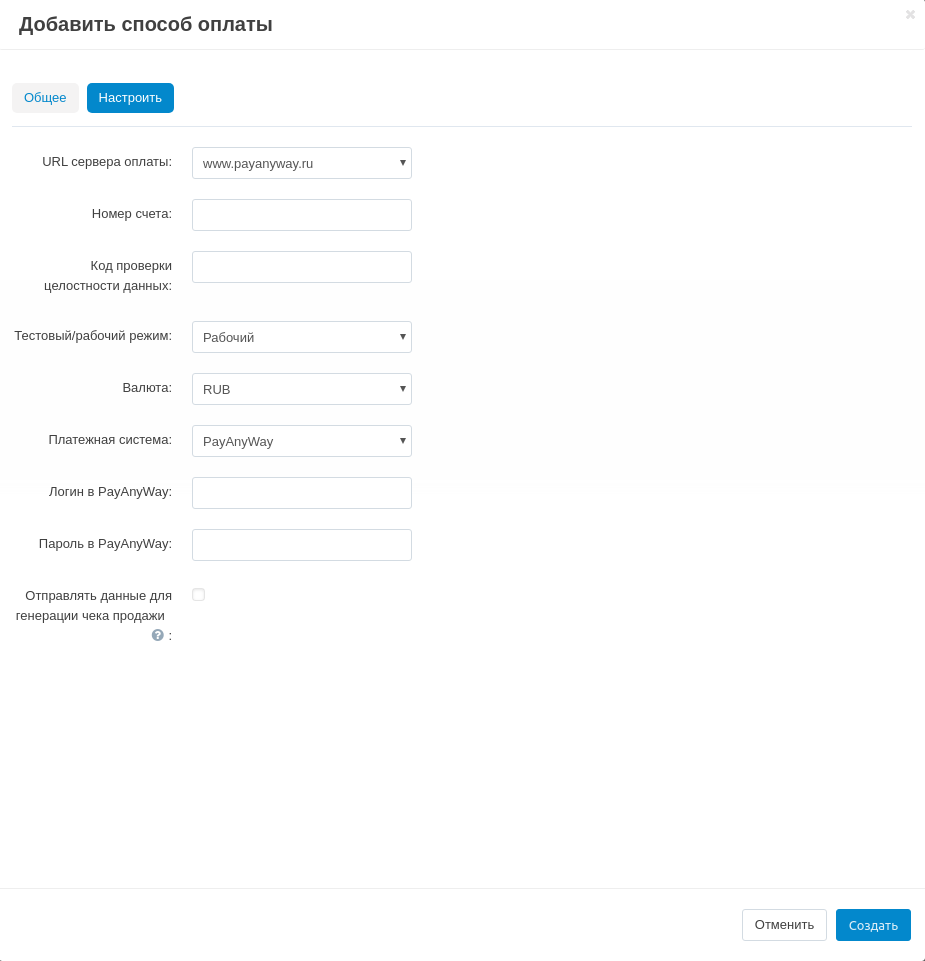 Добавить способ оплаты
Общее
Настроить
URL сервера оплаты:
www.payanyway.ru
Номер счета:
Код проверки
целостности данных:
Тестовый/рабочий режим:
Рабочий
Валюта:
RUB
Платежная система:
PayAnyWay
Логин в PayAnyWay:
Пароль в PayAnyWay:
Отправлять данные для
генерации чека продажи
? :
Отменить
Создать